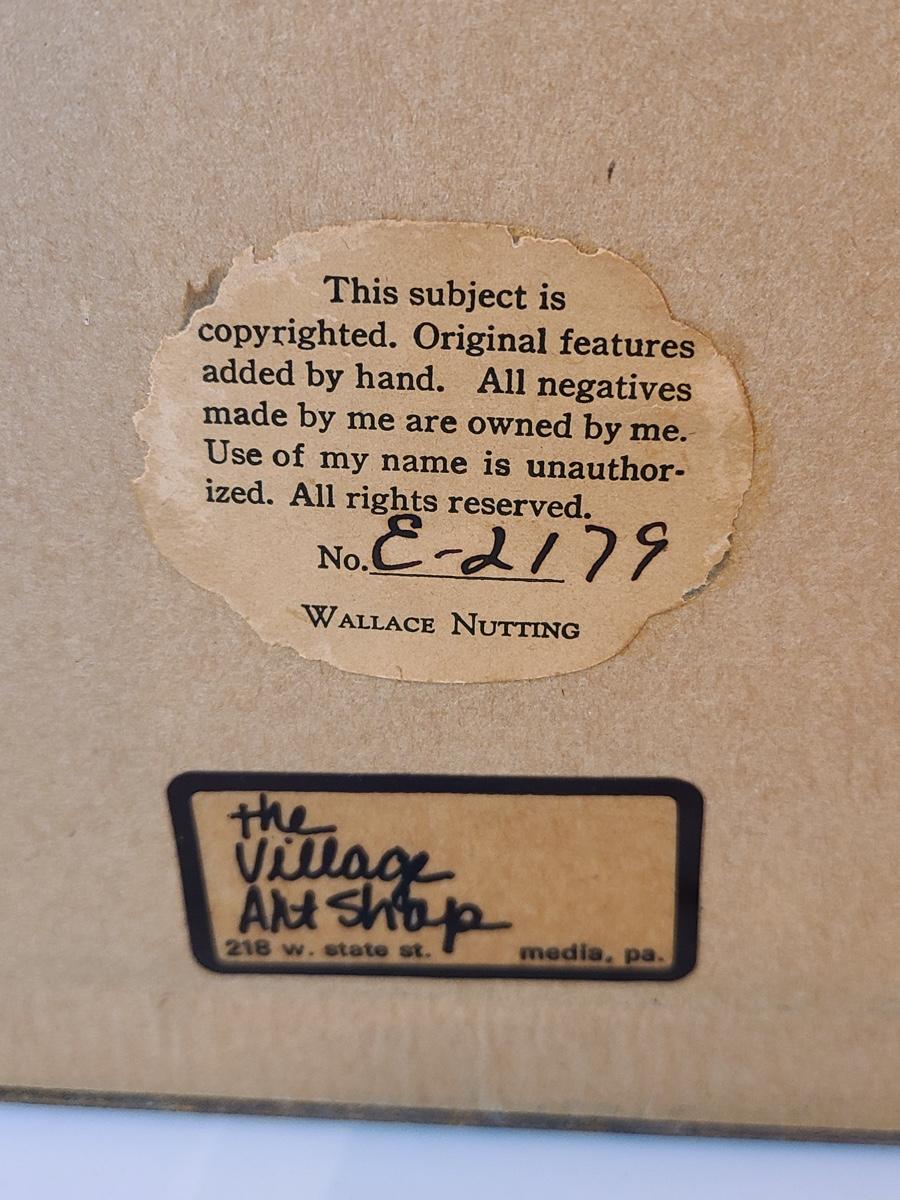 This subject is
copyrighted. Original features
added by hand. All negatives
made by me are owned by me.
Use of my name is unauthor-
ized. All rights reserved.
No. E-2179
WALLACE NUTTING
the
Village
Art Shop
218 w. state st. media, pa.